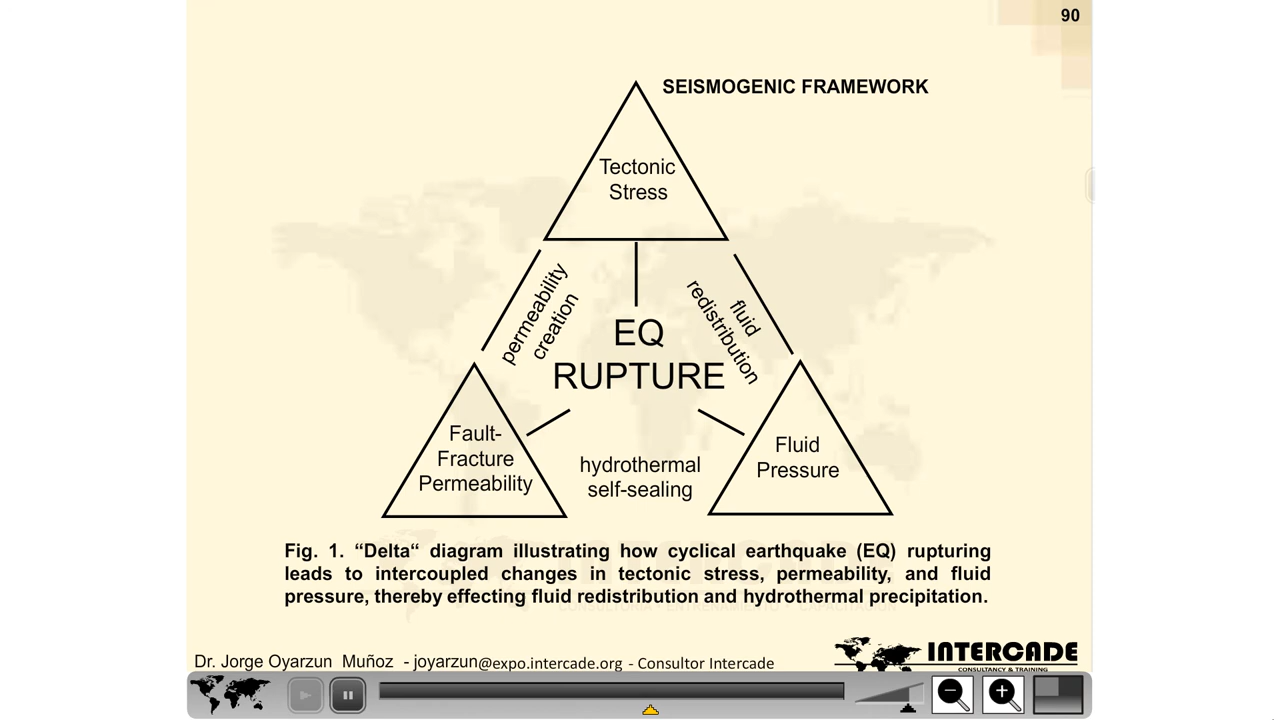 90
SEISMOGENIC FRAMEWORK
Tectonic
Stress
permeability
creation
fluid
redistribution
EQ
RUPTURE
Fault-
Fracture
Permeability
hydrothermal
self-sealing
Fluid
Pressure
Fig. 1. “Delta“ diagram illustrating how cyclical earthquake (EQ) rupturing
leads to intercoupled changes in tectonic stress, permeability, and fluid
pressure, thereby effecting fluid redistribution and hydrothermal precipitation.
CONSULTORIA - ENTRENAMIENTO - CAPACITACION
Dr. Jorge Oyarzun Muñoz - joyarzun@expo.intercade.org - Consultor Intercade
INTERCADE
CONSULTANCY & TRAINING